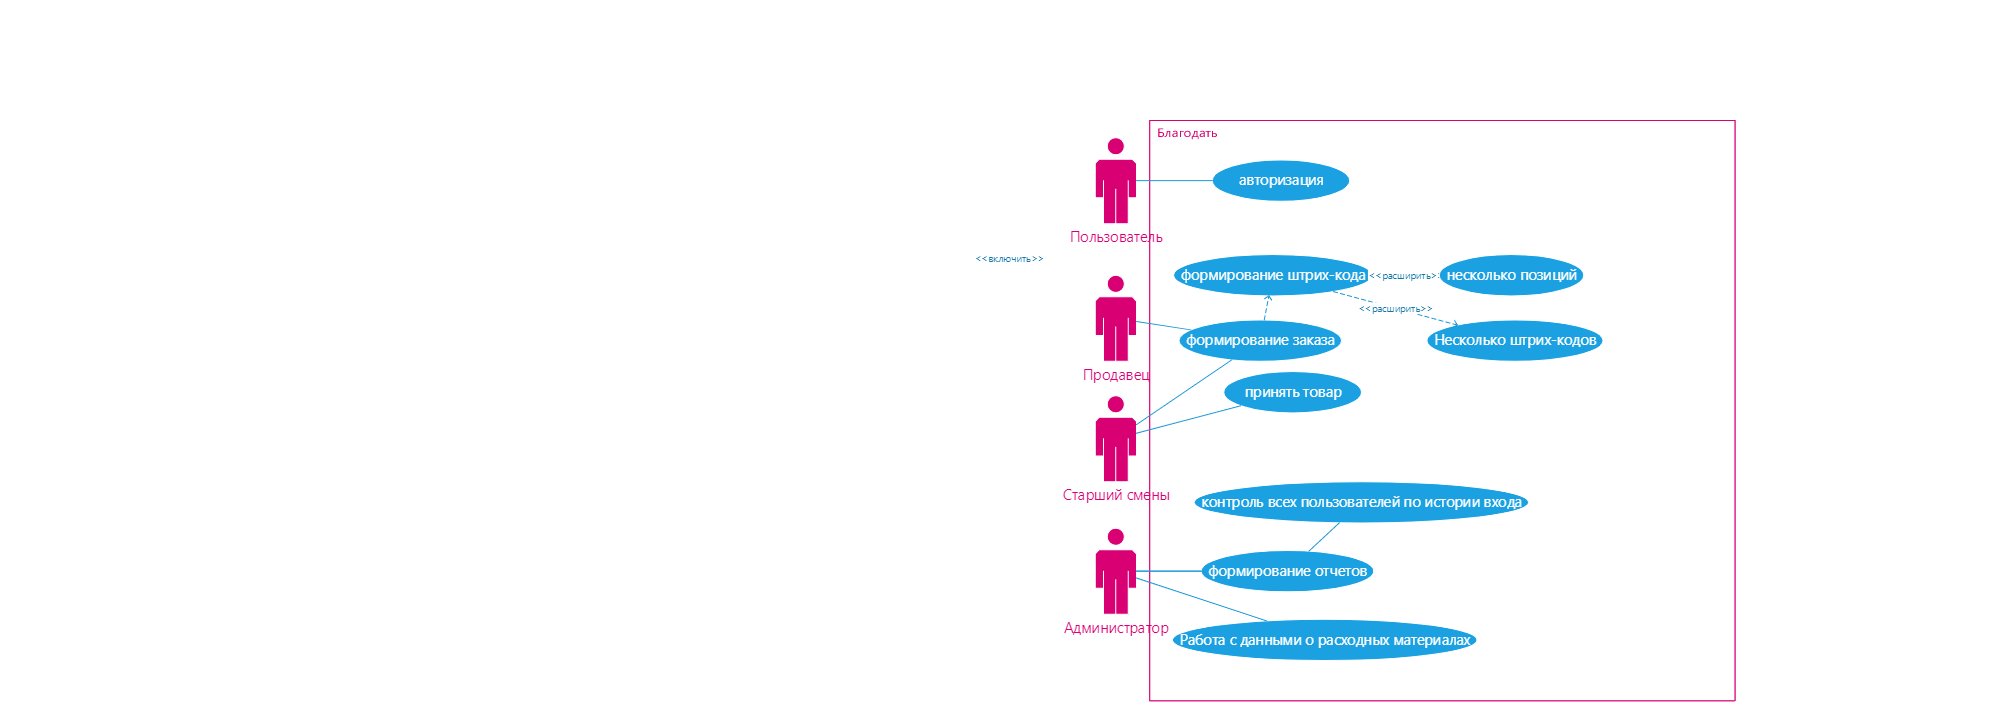 Благодать
авторизация
Пользователь
<<включить>>
формирование штрих-кода
<<расширить>
несколько позиций
<<расширить>>
формирование заказа
Несколько штрих-кодов
Продавец
принять товар
Старший смены
контроль всех пользователей по истории входа
формирование отчетов
Администратор
Работа с данными о расходных материалах